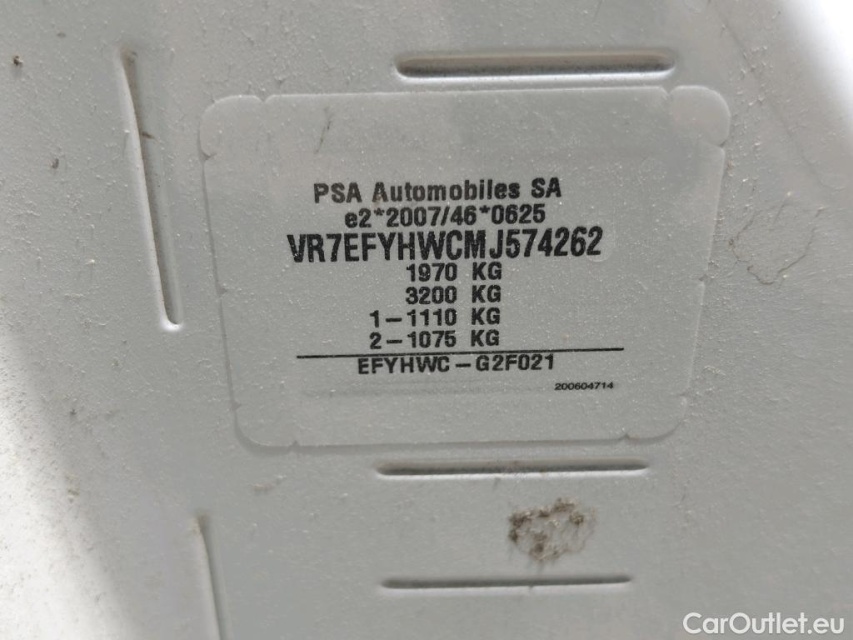 PSA Automobiles SA
e2*2007/46*0625
VR7EFYHWCMJ574262
1970 KG
3200 KG
1-1110 KG
2-1075 KG
EFYHWC-G2F021
200604714
CarOutlet.eu